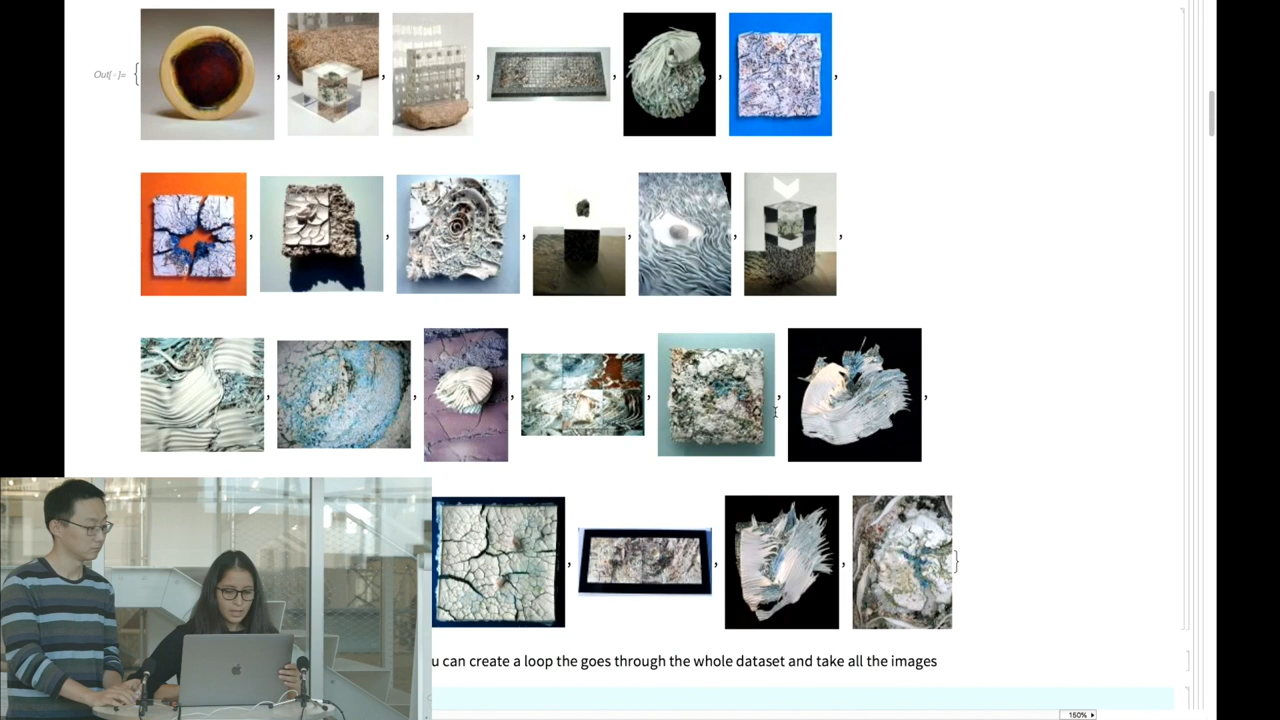 Out[ ]=
u can create a loop the goes through the whole dataset and take all the images
150%